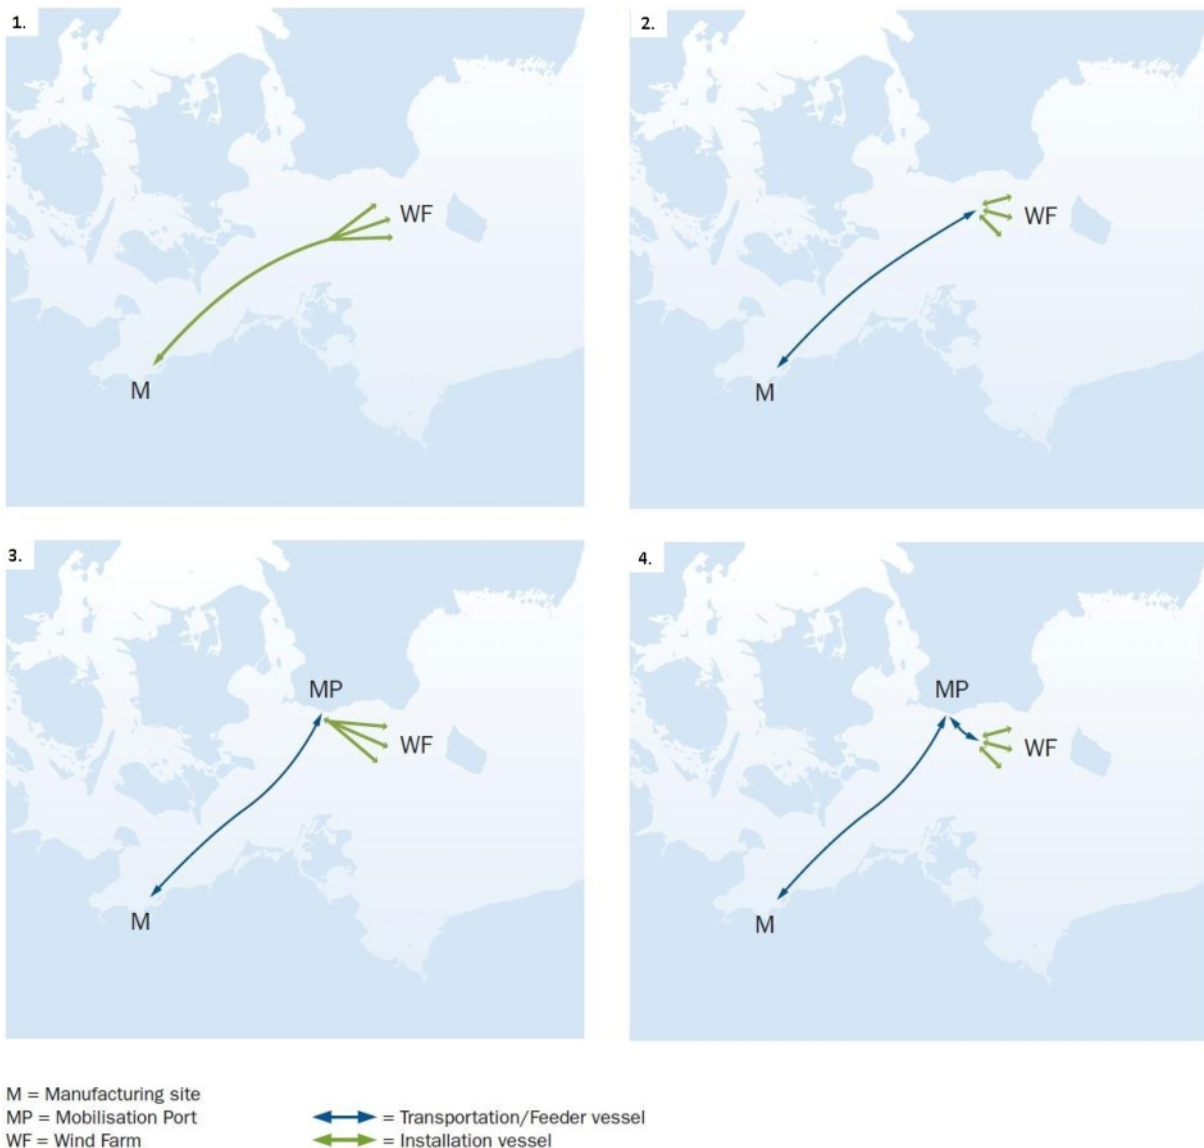 1.
2.
WF
WF
M
M
3.
4.
MP
MP
WF
WF
M
M
M = Manufacturing site
MP = Mobilisation Port
= Transportation/Feeder vessel
WF = Wind Farm
= Installation vessel